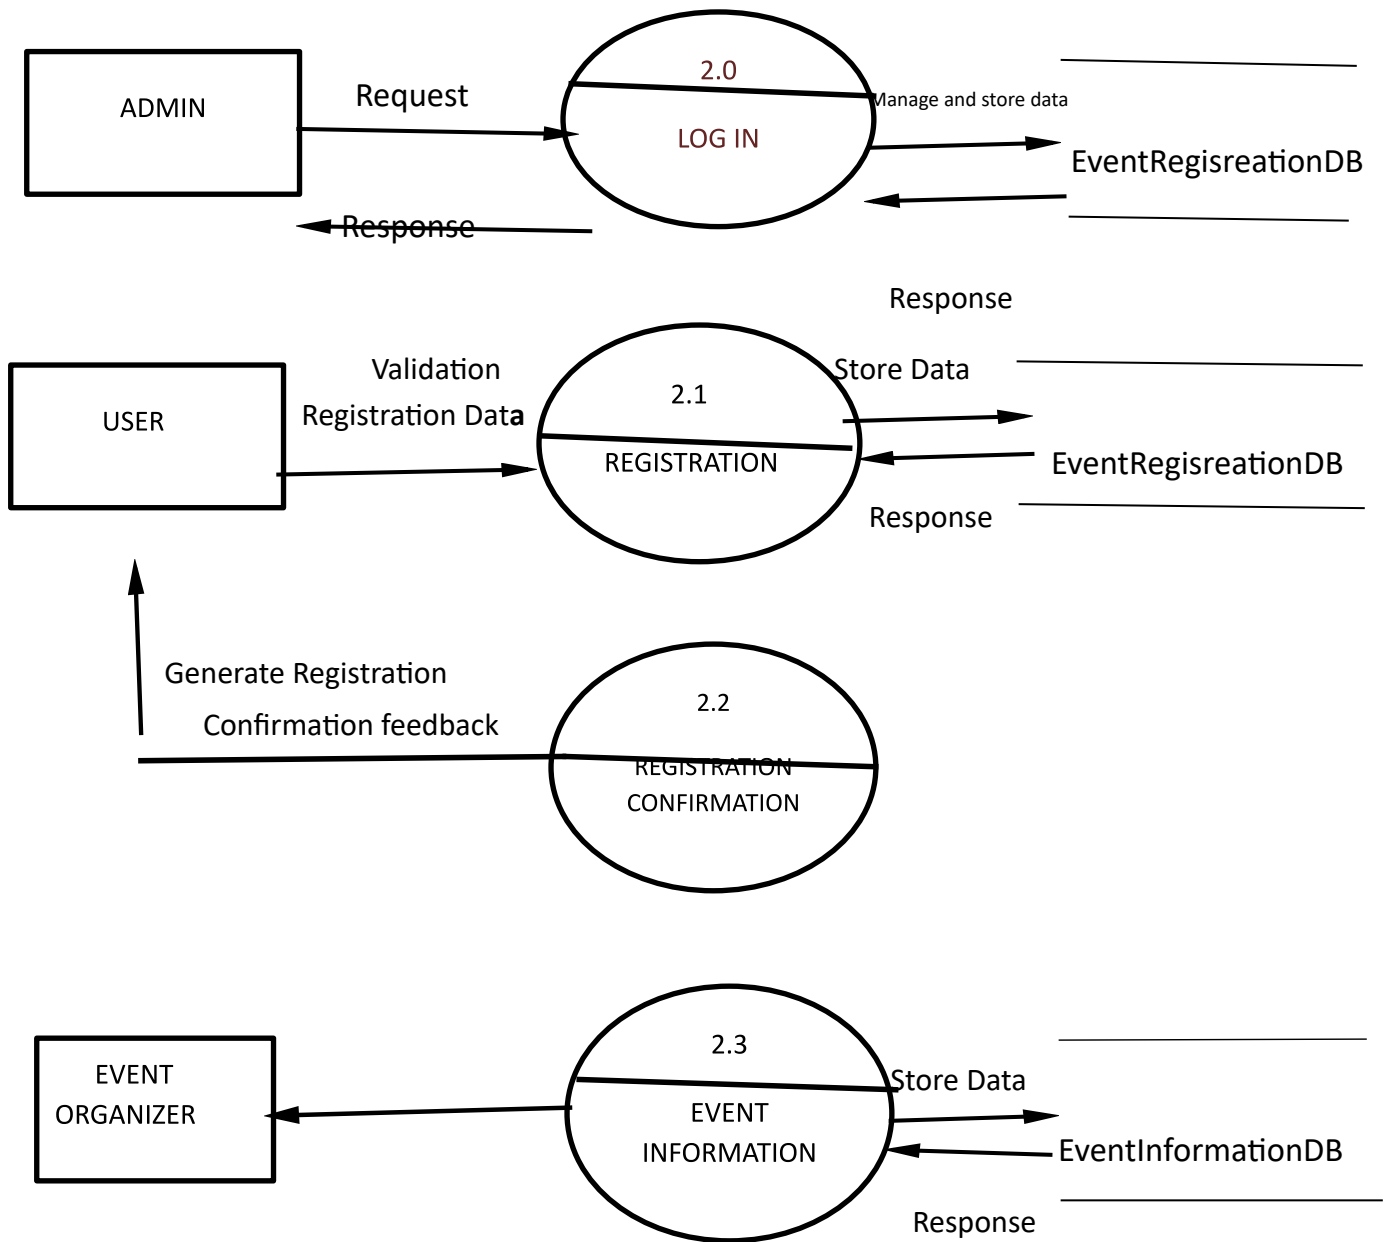 ADMIN
Request
2.0
LOG IN
Manage and store data
EventRegisreationDB
Response
Response
USER
Validation
Registration Data
2.1
REGISTRATION
Store Data
EventRegisreationDB
Response
Generate Registration
Confirmation feedback
2.2
REGISTRATION
CONFIRMATION
EVENT
ORGANIZER
2.3
EVENT
INFORMATION
Store Data
EventInformationDB
Response